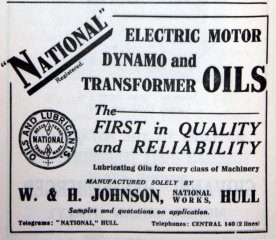 "NATIONAL"
Registered.
ELECTRIC MOTOR
DYNAMO and
TRANSFORMER OILS
OILS AND LUBRICANTS
NATIONAL
The
FIRST in QUALITY
and RELIABILITY
Lubricating Oils for every class of Machinery
MANUFACTURED SOLELY BY
W. & H. JOHNSON, NATIONAL WORKS, HULL
Samples and quotations on application.
Telegrams: "NATIONAL," HULL. Telephones: CENTRAL 140 (2 lines)